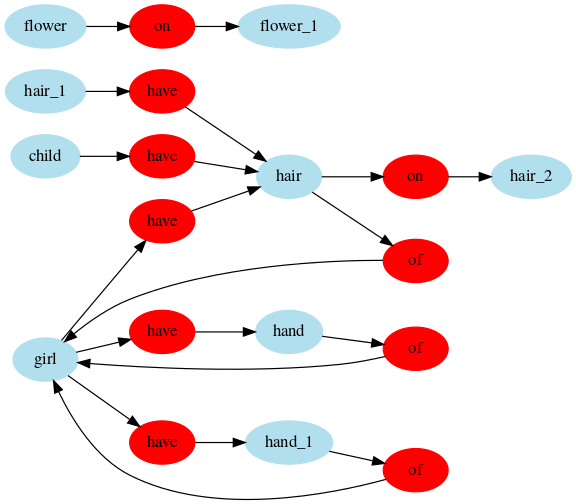 flower on flower_1
hair_1 have
child have hair on hair_2
have
of
girl have hand of
have hand_1 of